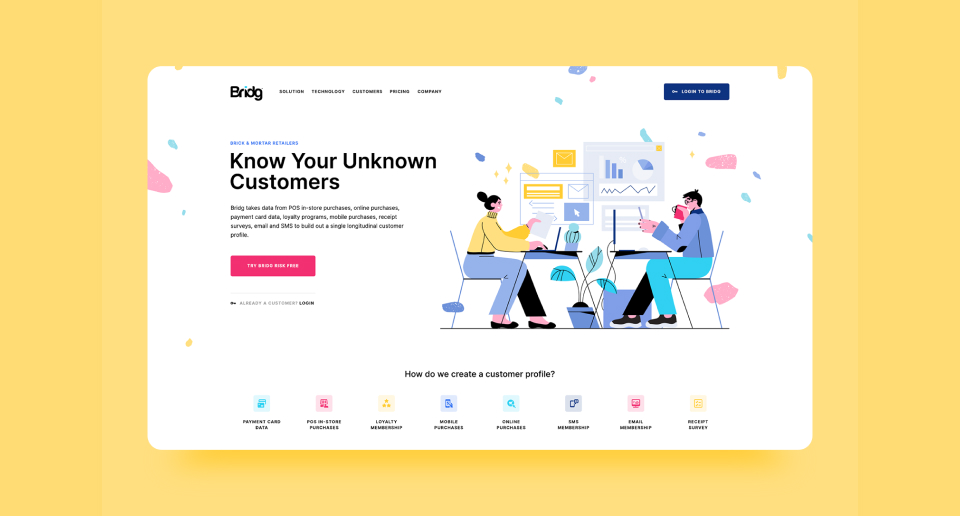 Bridg
SOLUTION TECHNOLOGY CUSTOMERS PRICING COMPANY
LOGIN TO BRIDG
BRICK & MORTAR RETAILERS
Know Your Unknown
Customers
Bridg takes data from POS in-store purchases, online purchases,
payment card data, loyalty programs, mobile purchases, receipt
surveys, email and SMS to build out a single longitudinal customer
profile.
TRY BRIDG RISK FREE
ALREADY A CUSTOMER? LOGIN
How do we create a customer profile?
PAYMENT CARD
DATA
POS IN-STORE
PURCHASES
LOYALTY
MEMBERSHIP
MOBILE
PURCHASES
ONLINE
PURCHASES
SMS
MEMBERSHIP
EMAIL
MEMBERSHIP
RECEIPT
SURVEY